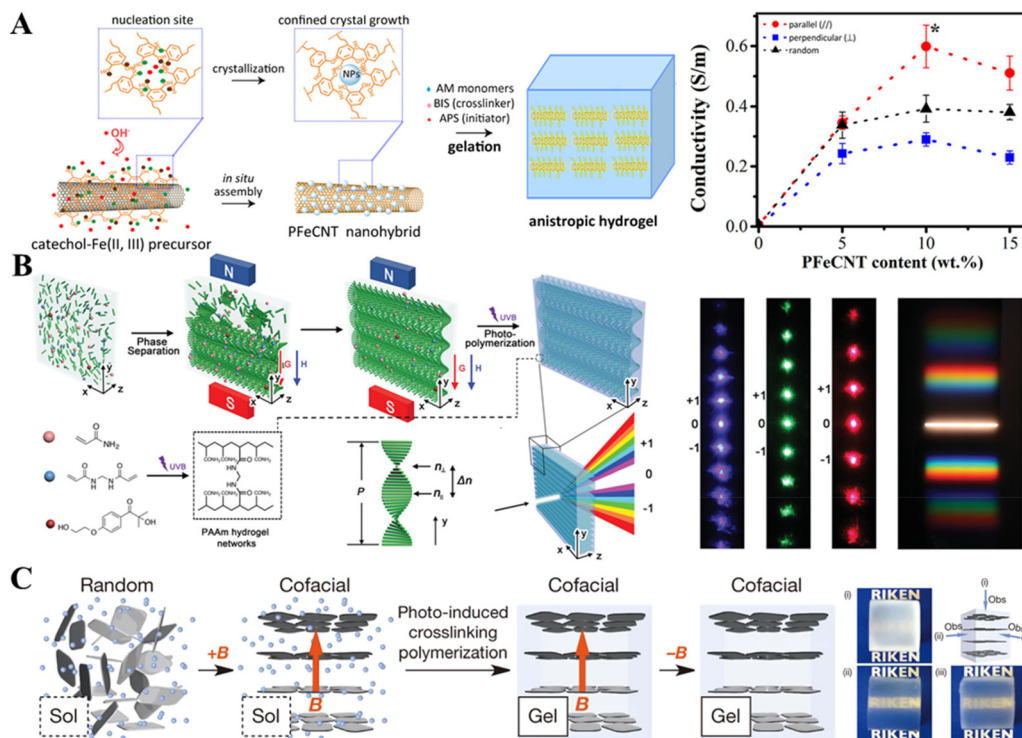 A
nucleation site
confined crystal growth
crystallization
NPs
•OH⁻
in situ
assembly
catechol-Fe(II, III) precursor
PFeCNT nanohybrid
AM monomers
BIS (crosslinker)
APS (initiator)
gelation
anistropic hydrogel
parallel (//)
perpendicular (⊥)
random
*
Conductivity (S/m)
0.6
0.4
0.2
0.0
0
5
10
15
PFeCNT content (wt.%)
B
N
N
Phase
Separation
UVB
Photo-
polymerization
G
H
G
H
S
S
x
y
z
x
y
z
x
y
z
x
y
z
NH₂
UVB
PAAm hydrogel
networks
P
n⊥
n∥
Δn
y
+1
0
-1
x
y
z
+1
0
-1
+1
0
-1
+1
0
-1
C
Random
Cofacial
Cofacial
Cofacial
+B
Photo-induced
crosslinking
polymerization
−B
B
B
Sol
Sol
Gel
Gel
(i)
RIKEN
(i)
Obs
Obs
Obs
(ii)
(ii)
(iii)
RIKEN
RIKEN